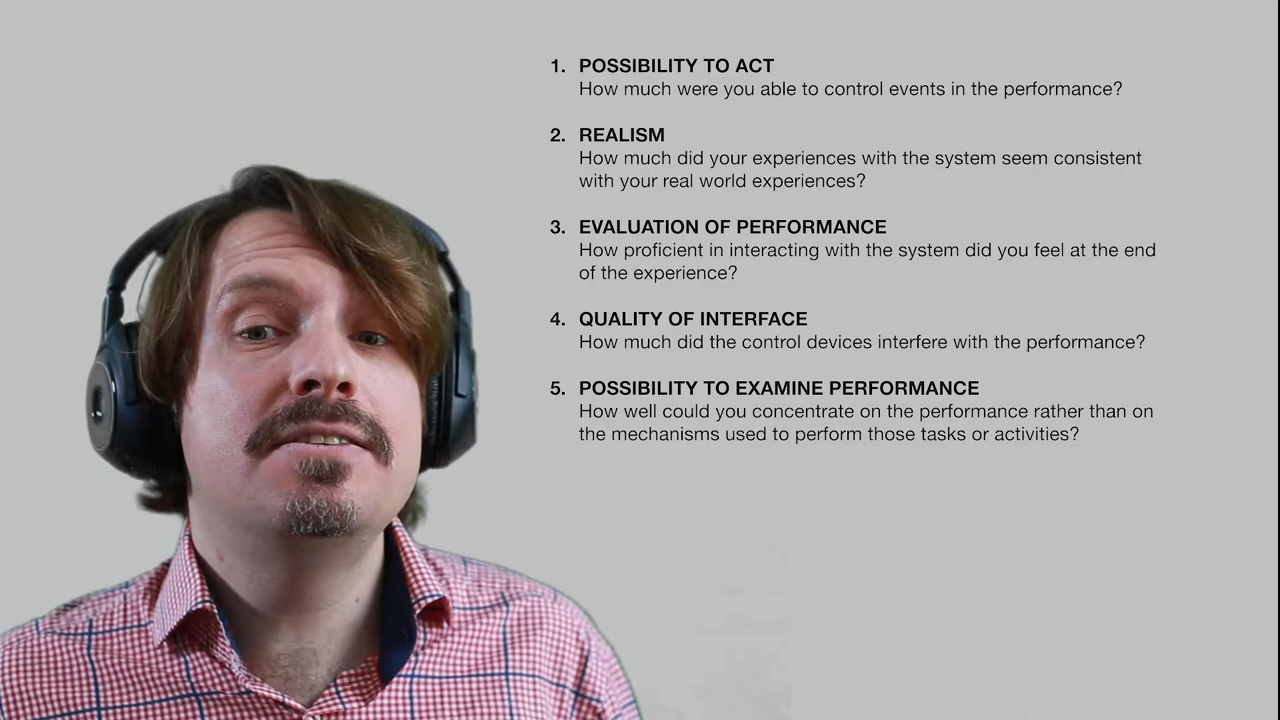 1. POSSIBILITY TO ACT
How much were you able to control events in the performance?
2. REALISM
How much did your experiences with the system seem consistent
with your real world experiences?
3. EVALUATION OF PERFORMANCE
How proficient in interacting with the system did you feel at the end
of the experience?
4. QUALITY OF INTERFACE
How much did the control devices interfere with the performance?
5. POSSIBILITY TO EXAMINE PERFORMANCE
How well could you concentrate on the performance rather than on
the mechanisms used to perform those tasks or activities?